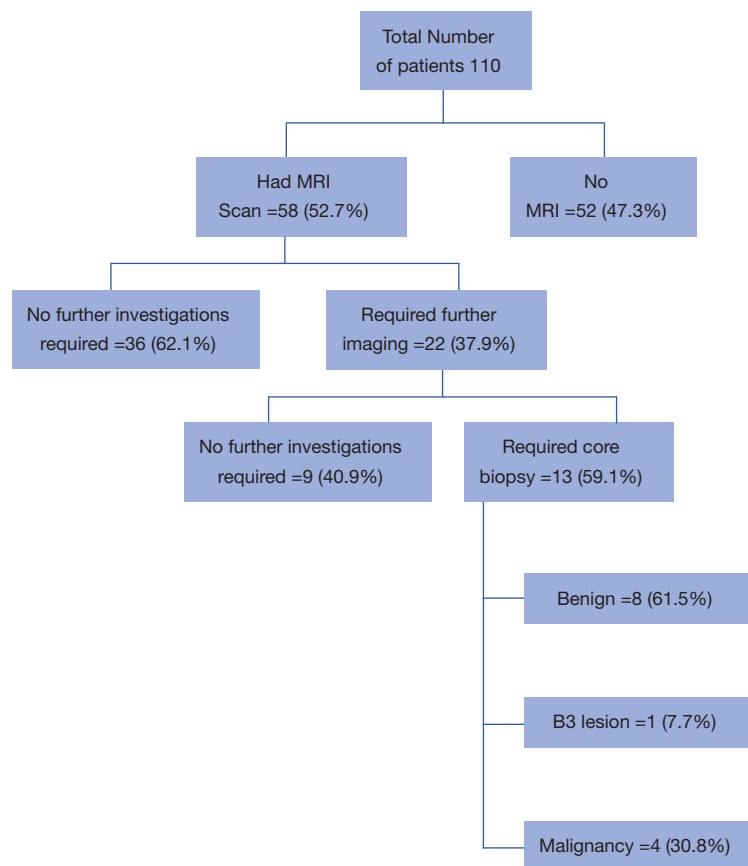 Total Number
of patients 110
Had MRI
Scan =58 (52.7%)
No
MRI =52 (47.3%)
No further investigations
required =36 (62.1%)
Required further
imaging =22 (37.9%)
No further investigations
required =9 (40.9%)
Required core
biopsy =13 (59.1%)
Benign =8 (61.5%)
B3 lesion =1 (7.7%)
Malignancy =4 (30.8%)